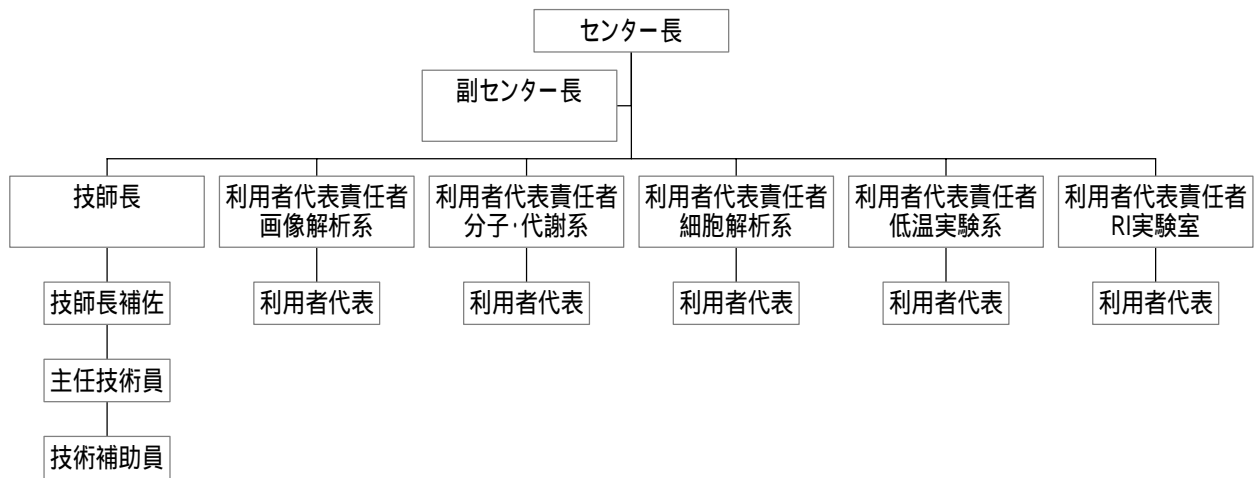 センター長
副センター長
技師長
利用者代表責任者
画像解析系
利用者代表責任者
分子・代謝系
利用者代表責任者
細胞解析系
利用者代表責任者
低温実験系
利用者代表責任者
RI実験室
技師長補佐
利用者代表
利用者代表
利用者代表
利用者代表
利用者代表
主任技術員
技術補助員